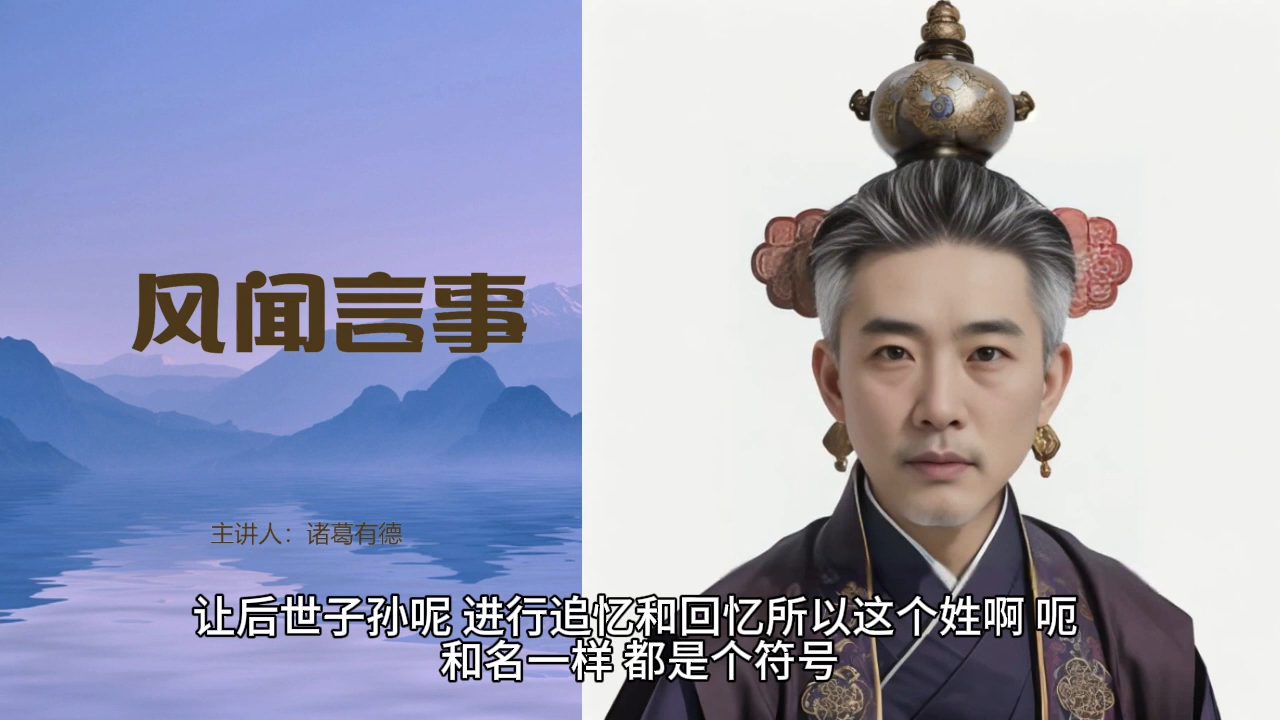 风闻言事
主讲人：诸葛有德
让后世子孙呢 进行追忆和回忆所以这个姓啊 呃
和名一样 都是个符号